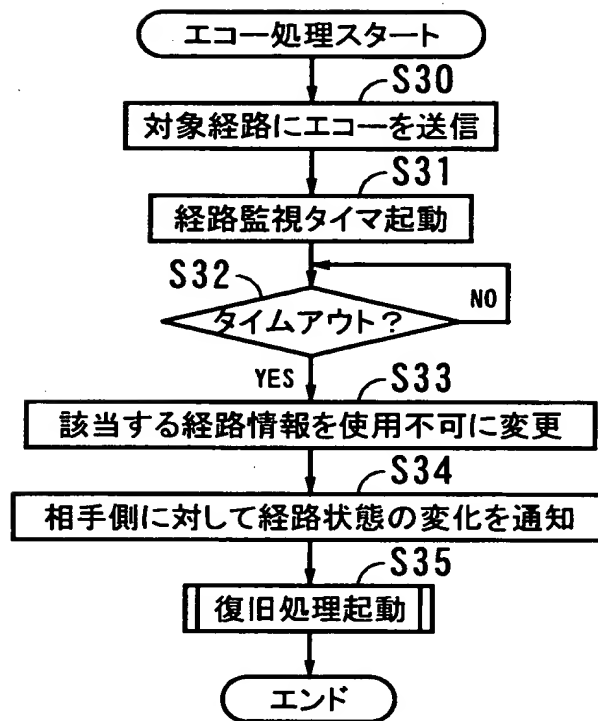 エコー処理スタート
S30
対象経路にエコーを送信
S31
経路監視タイマ起動
S32
タイムアウト?
NO
YES
S33
該当する経路情報を使用不可に変更
S34
相手側に対して経路状態の変化を通知
S35
復旧処理起動
エンド